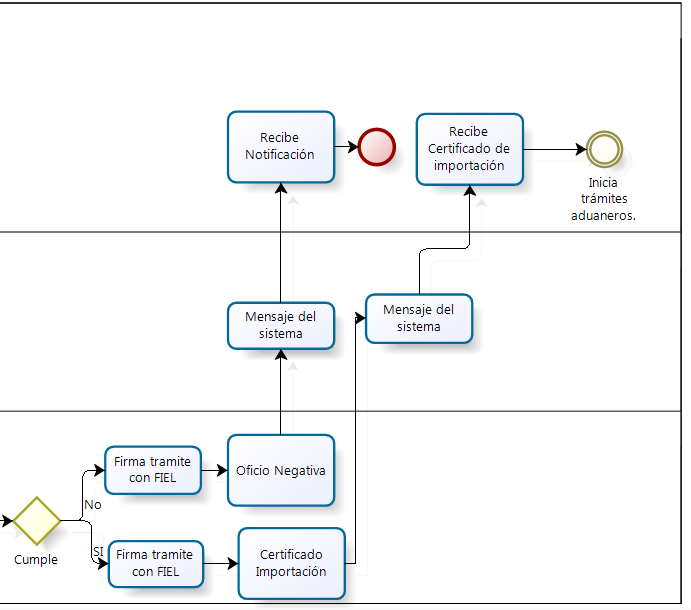 Recibe
Notificación
Recibe
Certificado de
importación
Inicia
trámites
aduaneros.
Mensaje del
sistema
Mensaje del
sistema
Firma tramite
con FIEL
Oficio Negativa
No
Cumple
SI
Firma tramite
con FIEL
Certificado
Importación